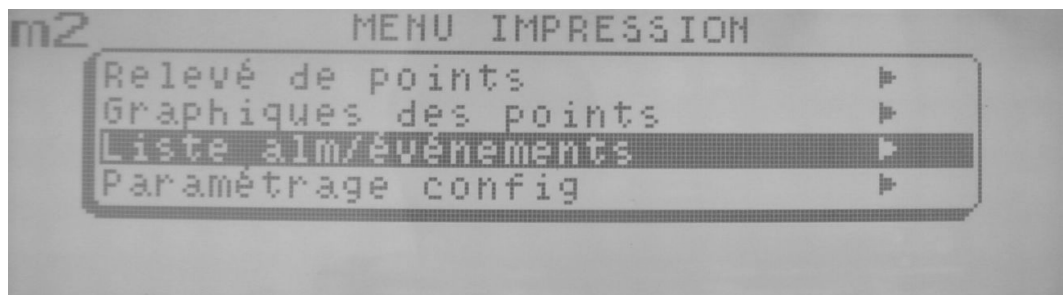 m2
MENU IMPRESSION
Relevé de points
Graphiques des points
Liste alm/événements
Paramétrage config